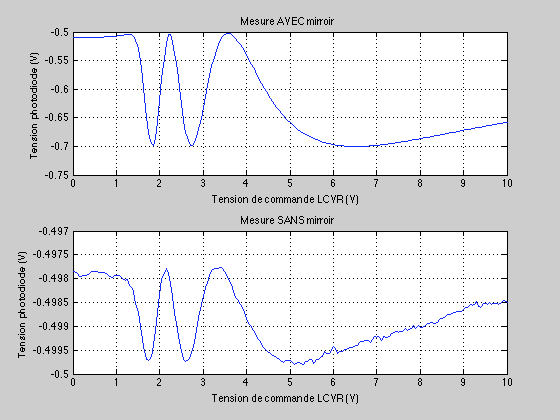 Mesure AVEC mirroir
-0.5
-0.55
-0.6
-0.65
-0.7
-0.75
Tension photodiode (V)
0 1 2 3 4 5 6 7 8 9 10
Tension de commande LCVR (V)
Mesure SANS mirroir
-0.497
-0.4975
-0.498
-0.4985
-0.499
-0.4995
-0.5
Tension photodiode (V)
0 1 2 3 4 5 6 7 8 9 10
Tension de commande LCVR (V)